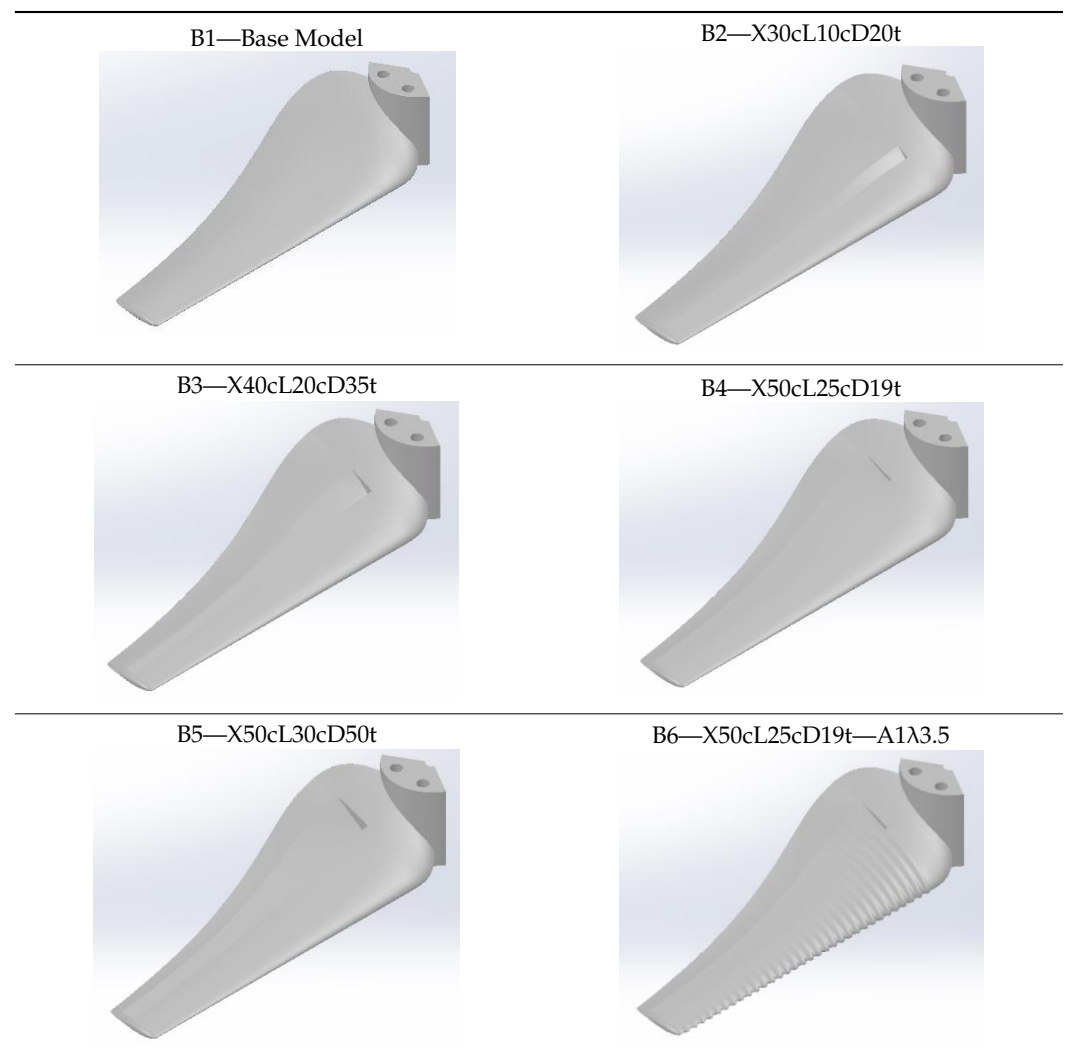 B1—Base Model
B2—X30cL10cD20t
B3—X40cL20cD35t
B4—X50cL25cD19t
B5—X50cL30cD50t
B6—X50cL25cD19t—A1λ3.5